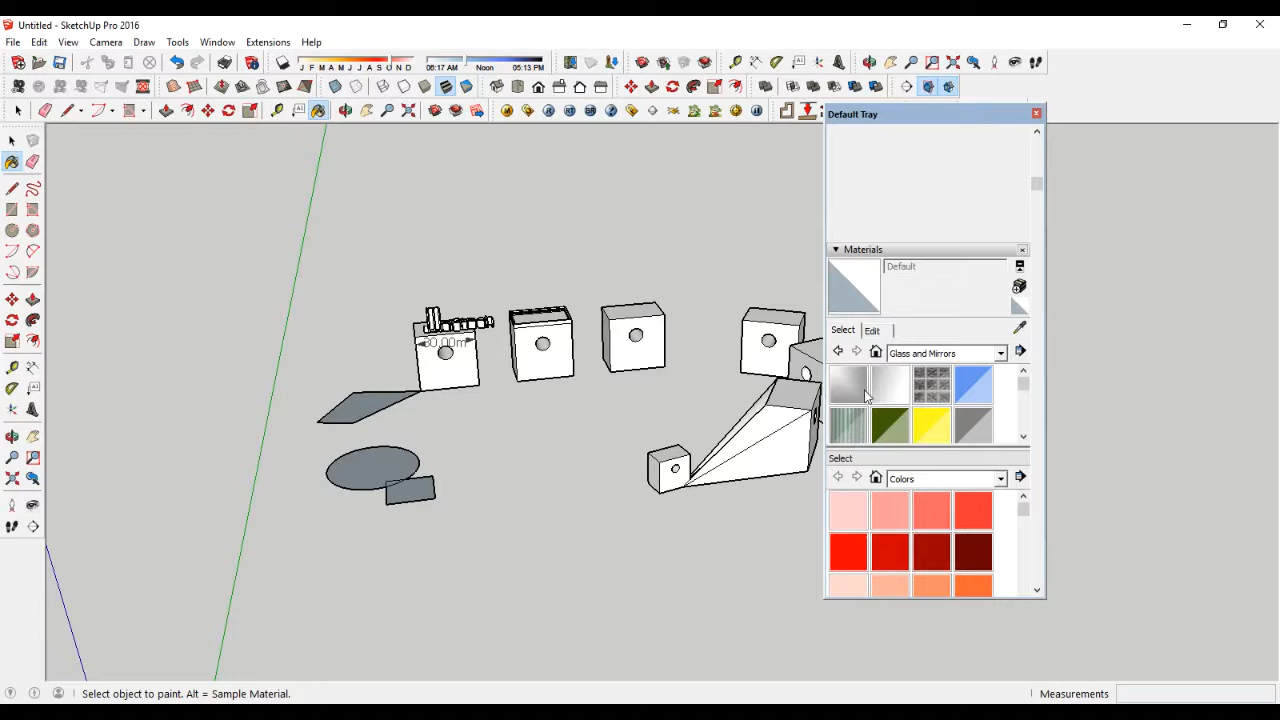 Untitled - SketchUp Pro 2016
File Edit View Camera Draw Tools Window Extensions Help
J F M A M J J A S O N D 06:17 AM Noon 05:13 PM
Default Tray
Materials
Default
Select Edit
Glass and Mirrors
Select
Colors
Select object to paint. Alt = Sample Material.
Measurements